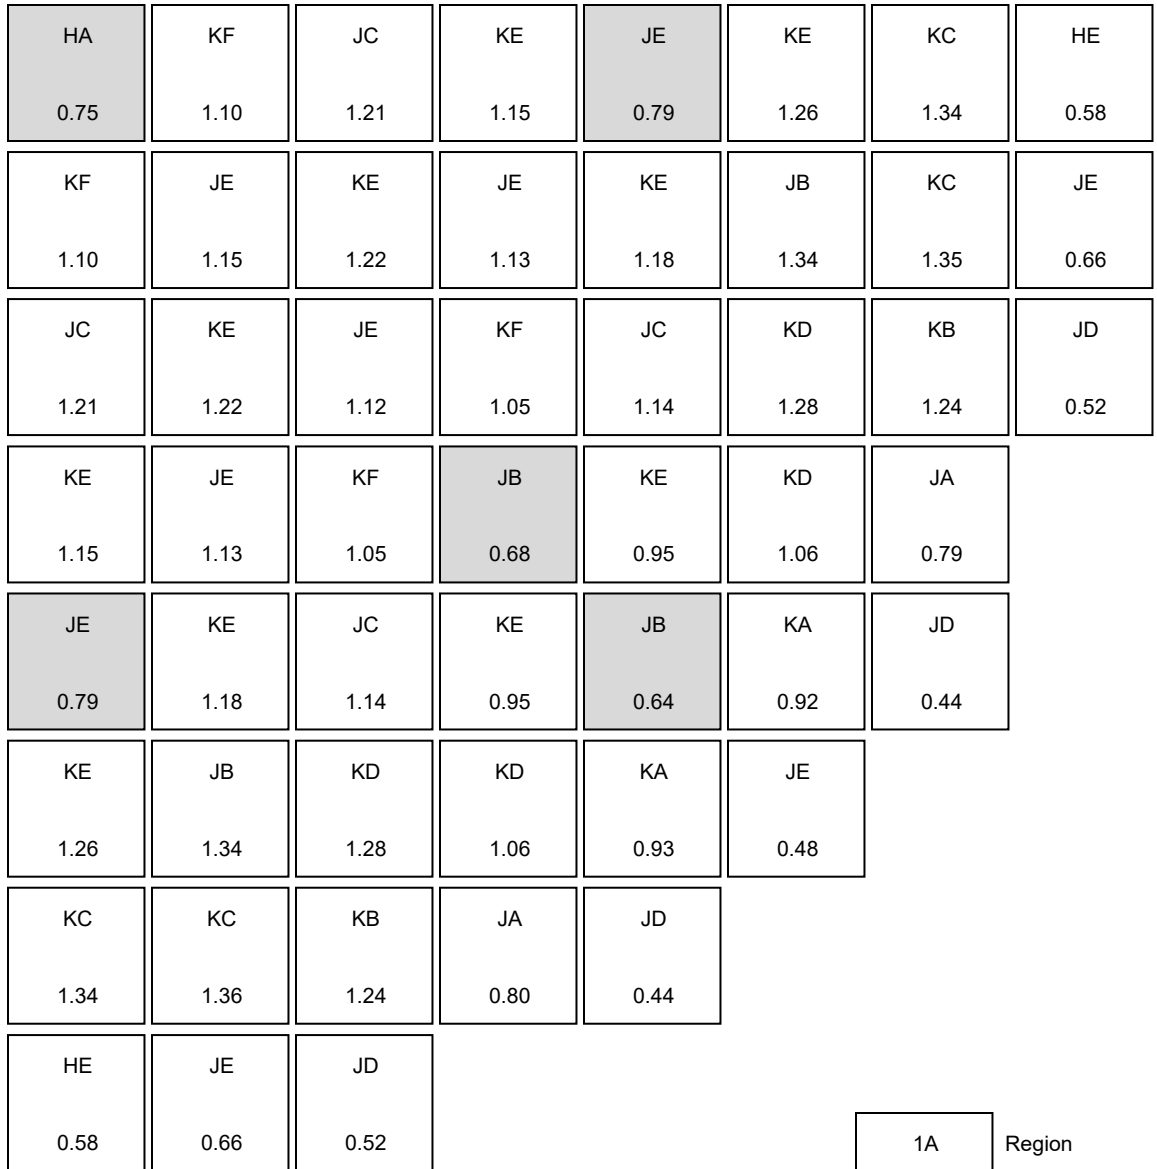 HA KF JC KE JE KE KC HE
0.75 1.10 1.21 1.15 0.79 1.26 1.34 0.58
KF JE KE JE KE JB KC JE
1.10 1.15 1.22 1.13 1.18 1.34 1.35 0.66
JC KE JE KF JC KD KB JD
1.21 1.22 1.12 1.05 1.14 1.28 1.24 0.52
KE JE KF JB KE KD JA
1.15 1.13 1.05 0.68 0.95 1.06 0.79
JE KE JC KE JB KA JD
0.79 1.18 1.14 0.95 0.64 0.92 0.44
KE JB KD KD KA JE
1.26 1.34 1.28 1.06 0.93 0.48
KC KC KB JA JD
1.34 1.36 1.24 0.80 0.44
HE JE JD
0.58 0.66 0.52 1A Region